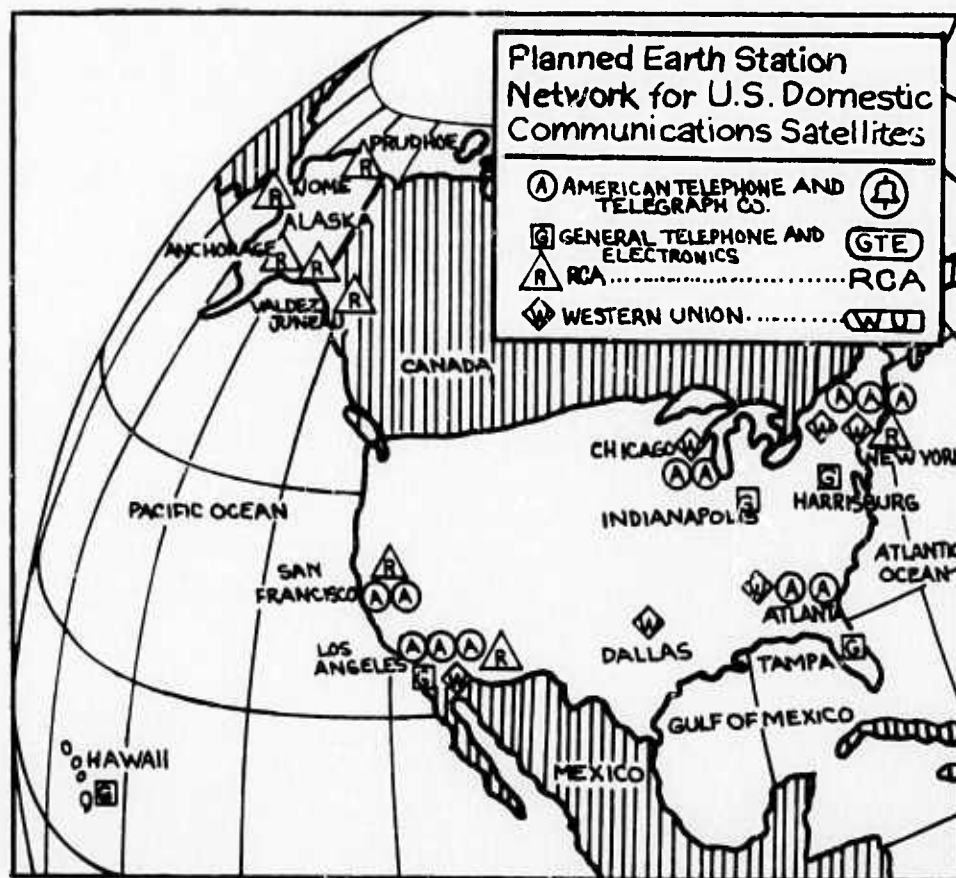 Planned Earth Station
Network for U.S. Domestic
Communications Satellites
A AMERICAN TELEPHONE AND
TELEGRAPH CO.
G GENERAL TELEPHONE AND
ELECTRONICS
GTE
R RCA .................... RCA
W WESTERN UNION .......... WU
PRUDHOE
R
NOME
R
ALASKA
ANCHORAGE
R
R
VALDEZ
JUNEAU
R
CANADA
A A A
W W R
NEW YORK
CHICAGO W
A A
G
HARRISBURG
INDIANAPOLIS
G
PACIFIC OCEAN
ATLANTIC
OCEAN
SAN
FRANCISCO
R
A A
W A A
ATLANTA
LOS
ANGELES
A A A R
G W
W
DALLAS
TAMPA
G
GULF OF MEXICO
MEXICO
HAWAII
G